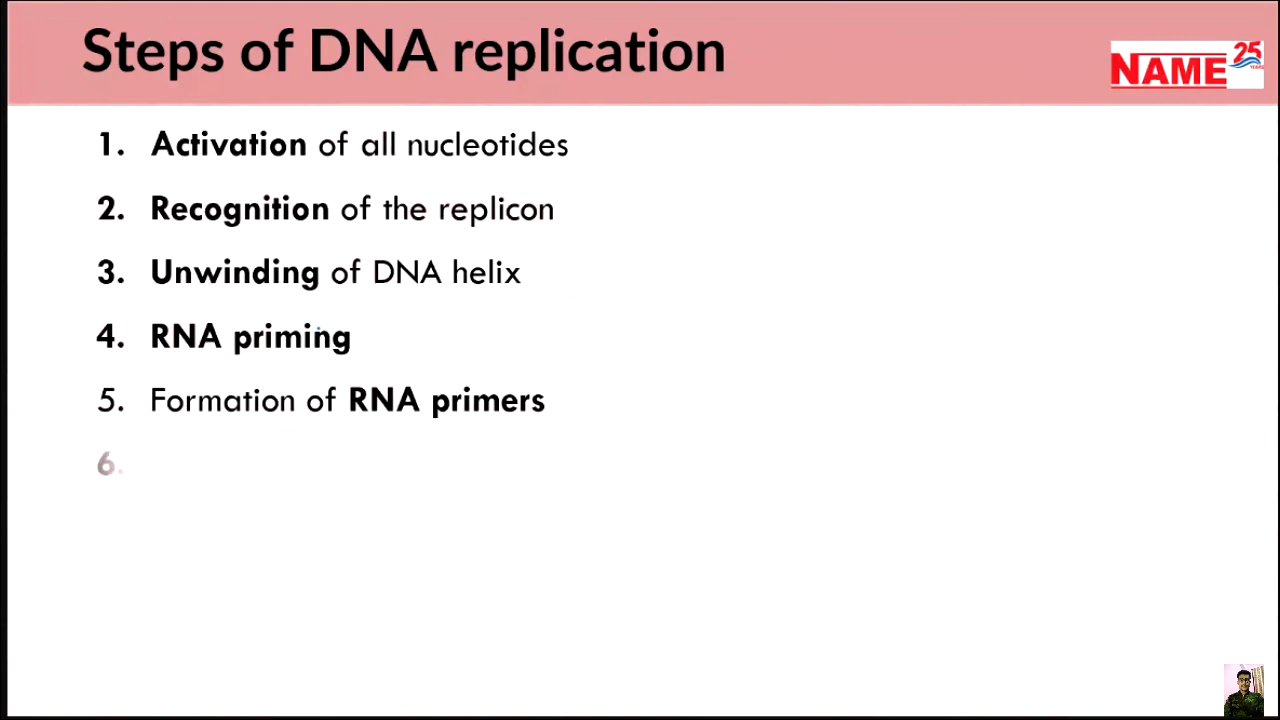 Steps of DNA replication
NAME 25 YEARS
1. Activation of all nucleotides
2. Recognition of the replicon
3. Unwinding of DNA helix
4. RNA priming
5. Formation of RNA primers
6.